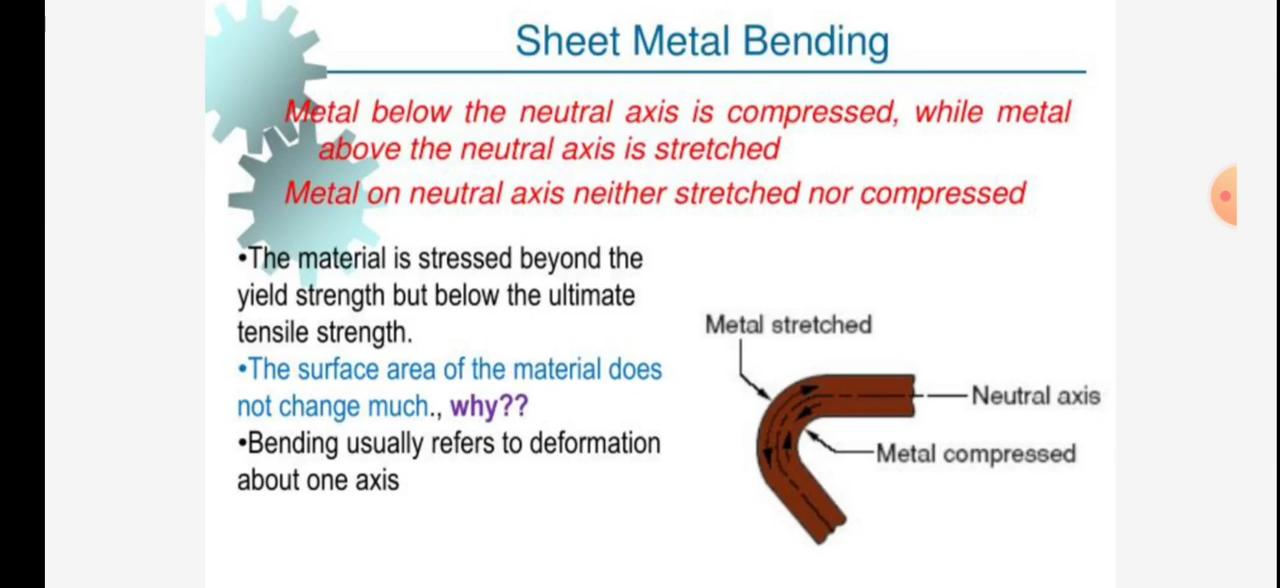 Sheet Metal Bending
Metal below the neutral axis is compressed, while metal
above the neutral axis is stretched
Metal on neutral axis neither stretched nor compressed
•The material is stressed beyond the
yield strength but below the ultimate
tensile strength.
•The surface area of the material does
not change much., why??
•Bending usually refers to deformation
about one axis
Metal stretched
Neutral axis
Metal compressed